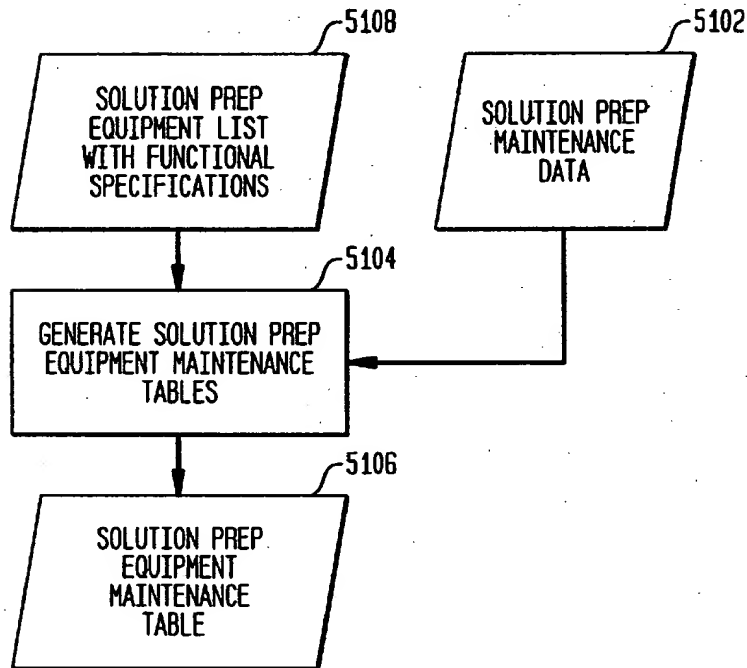 5108
SOLUTION PREP
EQUIPMENT LIST
WITH FUNCTIONAL
SPECIFICATIONS
5102
SOLUTION PREP
MAINTENANCE
DATA
5104
GENERATE SOLUTION PREP
EQUIPMENT MAINTENANCE
TABLES
5106
SOLUTION PREP
EQUIPMENT
MAINTENANCE
TABLE